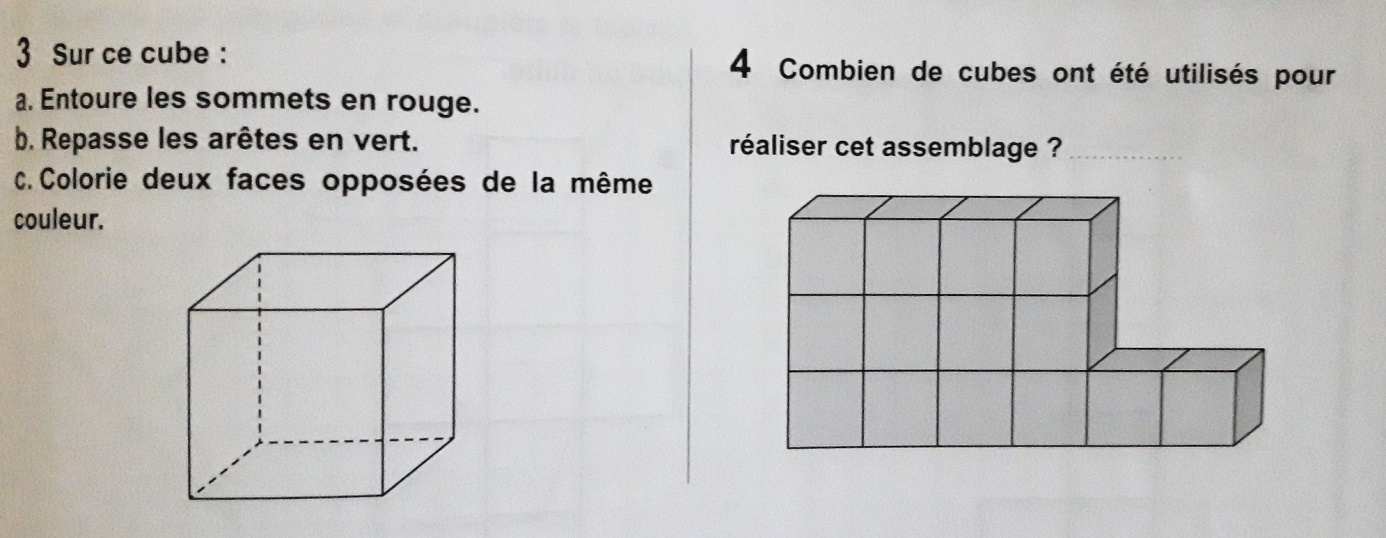 3 Sur ce cube :
a. Entoure les sommets en rouge.
b. Repasse les arêtes en vert.
c. Colorie deux faces opposées de la même
couleur.
4 Combien de cubes ont été utilisés pour
réaliser cet assemblage ? ................